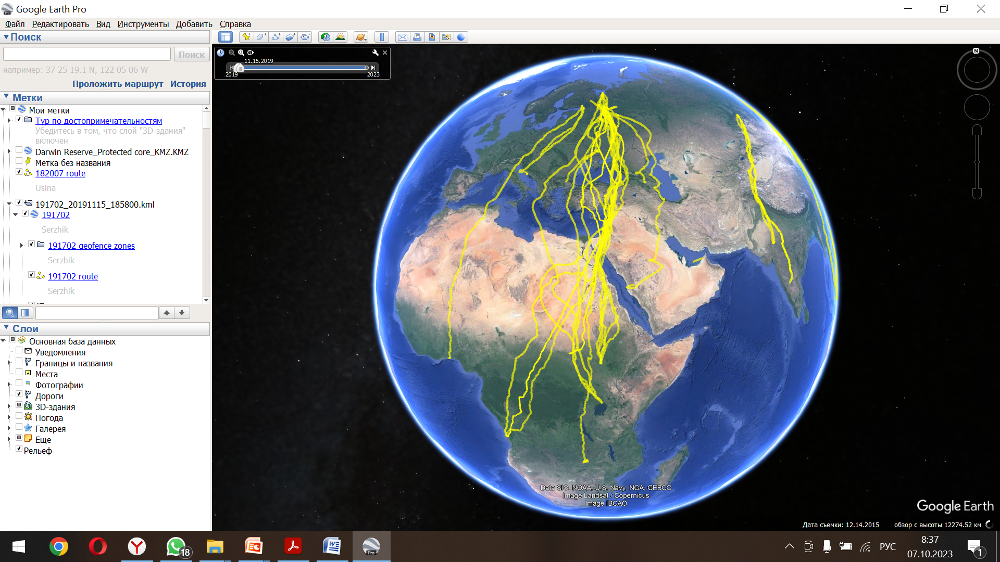 Google Earth Pro
Файл Редактировать Вид Инструменты Добавить Справка
Поиск
Поиск
например: 37 25 19.1 N, 122 05 06 W
Проложить маршрут История
Метки
Мои метки
Тур по достопримечательностям
Убедитесь в том, что слой "3D-здания"
включен
Darwin Reserve_Protected core_KMZ.KMZ
Метка без названия
182007 route
Usina
191702_20191115_185800.kml
191702
Serzhik
191702 geofence zones
Serzhik
191702 route
Serzhik
Слои
Основная база данных
Уведомления
Границы и названия
Места
Фотографии
Дороги
3D-здания
Погода
Галерея
Еще
Рельеф
11.15.2019
2019 2023
N
Data SIO, NOAA, U.S. Navy, NGA, GEBCO
Image Landsat / Copernicus
Image IBCAO
Google Earth
Дата съемки: 12.14.2015 обзор с высоты 12274.52 км
18
Pro
РУС
8:37
07.10.2023
1